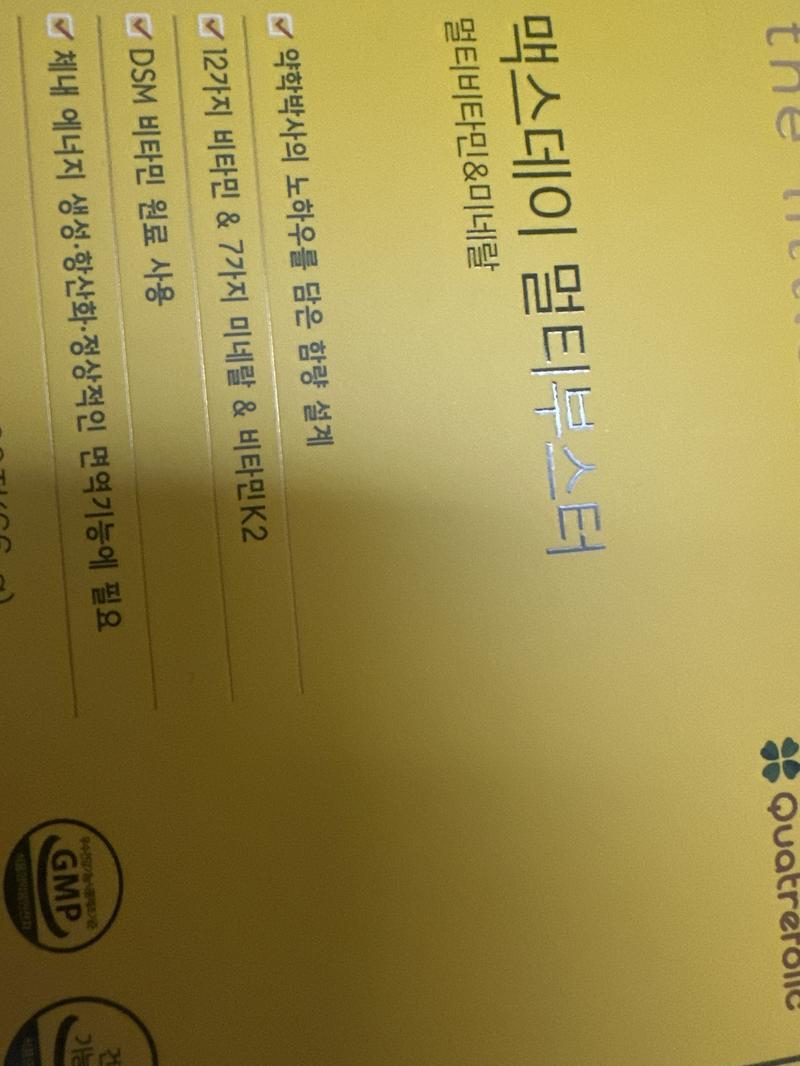 the
Quatrefolic
맥스데이 멀티부스터
멀티비타민&미네랄
약학박사의 노하우를 담은 함량 설계
12가지 비타민 & 7가지 미네랄 & 비타민K2
DSM 비타민 원료 사용
체내 에너지 생성·항산화·정상적인 면역기능에 필요
GMP